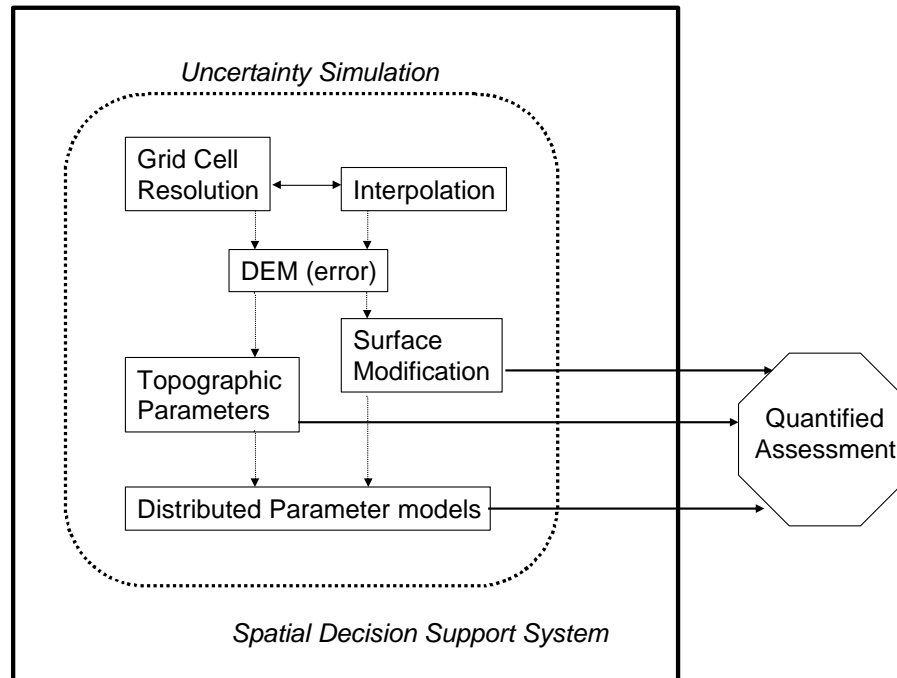 Uncertainty Simulation
Grid Cell
Resolution
Interpolation
DEM (error)
Surface
Modification
Topographic
Parameters
Quantified
Assessment
Distributed Parameter models
Spatial Decision Support System